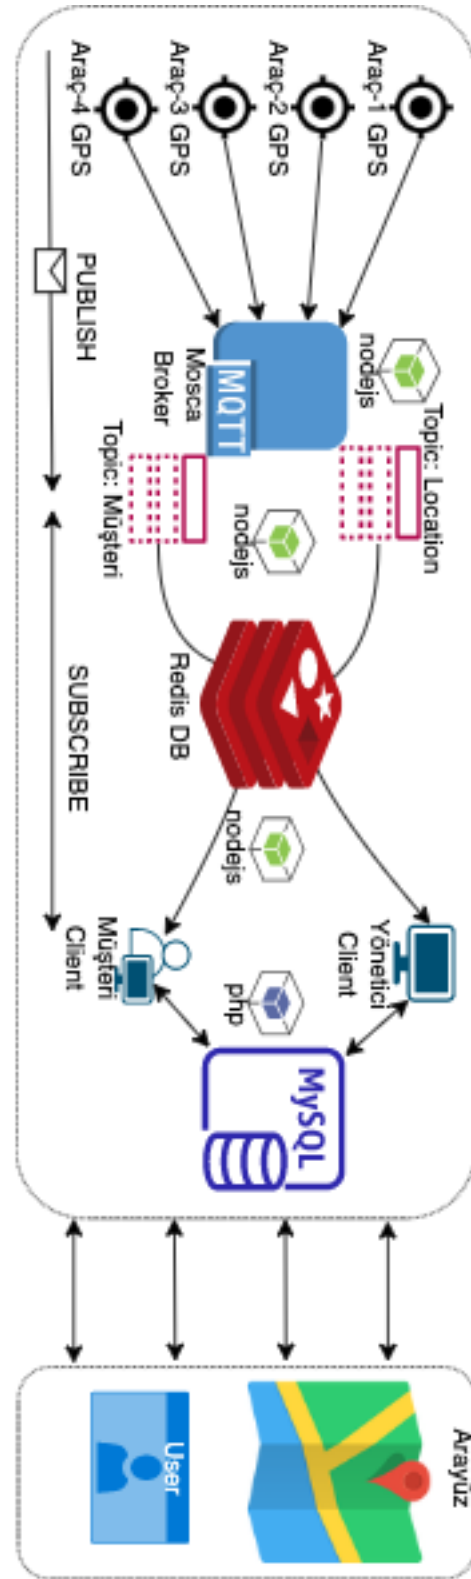 Araç-1 GPS
Araç-2 GPS
Araç-3 GPS
Araç-4 GPS
PUBLISH
nodejs
MQTT
Mosca
Broker
Topic: Location
Topic: Müşteri
nodejs
Redis DB
SUBSCRIBE
nodejs
Yönetici
Client
Müşteri
Client
php
MySQL
Arayüz
User